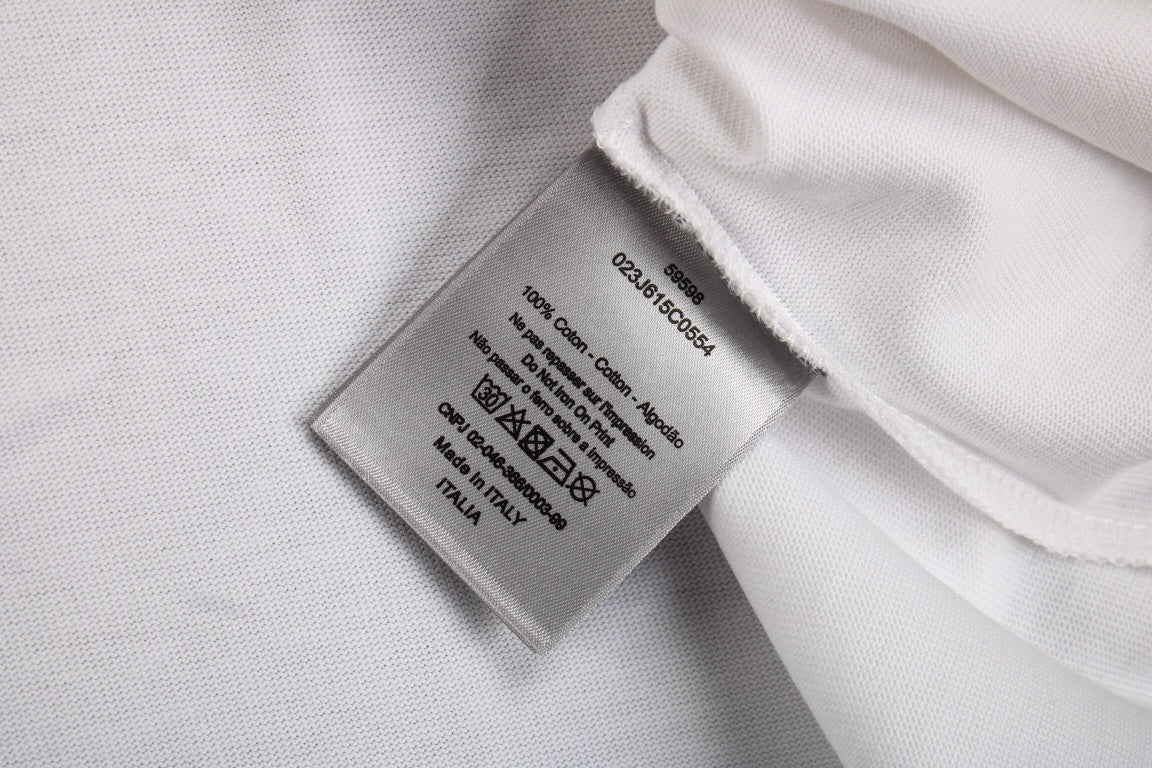 59598
023J615C0554
100% Coton - Cotton - Algodão
Ne pas repasser sur l'impression
Do Not Iron On Print
Não passar o ferro sobre a impressão
30
CNPJ 02-046-368/0003-99
Made In ITALY
ITALIA